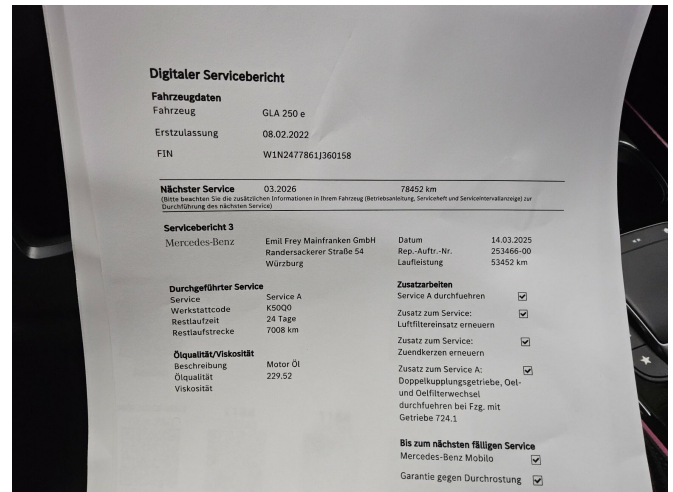 Digitaler Servicebericht
Fahrzeugdaten
Fahrzeug GLA 250 e
Erstzulassung 08.02.2022
FIN W1N2477861J360158
Nächster Service 03.2026 78452 km
(Bitte beachten Sie die zusätzlichen Informationen in Ihrem Fahrzeug (Betriebsanleitung, Serviceheft und Serviceintervallanzeige) zur
Durchführung des nächsten Service)
Servicebericht 3
Mercedes-Benz Emil Frey Mainfranken GmbH Datum 14.03.2025
Randersackerer Straße 54 Rep.-Auftr.-Nr. 253466-00
Würzburg Laufleistung 53452 km
Durchgeführter Service Zusatzarbeiten
Service Service A Service A durchfuehren
Werkstattcode K50Q0
Restlaufzeit 24 Tage Zusatz zum Service:
Restlaufstrecke 7008 km Luftfiltereinsatz erneuern
Zusatz zum Service:
Ölqualität/Viskosität Zuendkerzen erneuern
Beschreibung Motor Öl Zusatz zum Service A:
Ölqualität 229.52 Doppelkupplungsgetriebe, Oel-
Viskosität und Oelfilterwechsel
durchfuehren bei Fzg. mit
Getriebe 724.1
Bis zum nächsten fälligen Service
Mercedes-Benz Mobilo
Garantie gegen Durchrostung